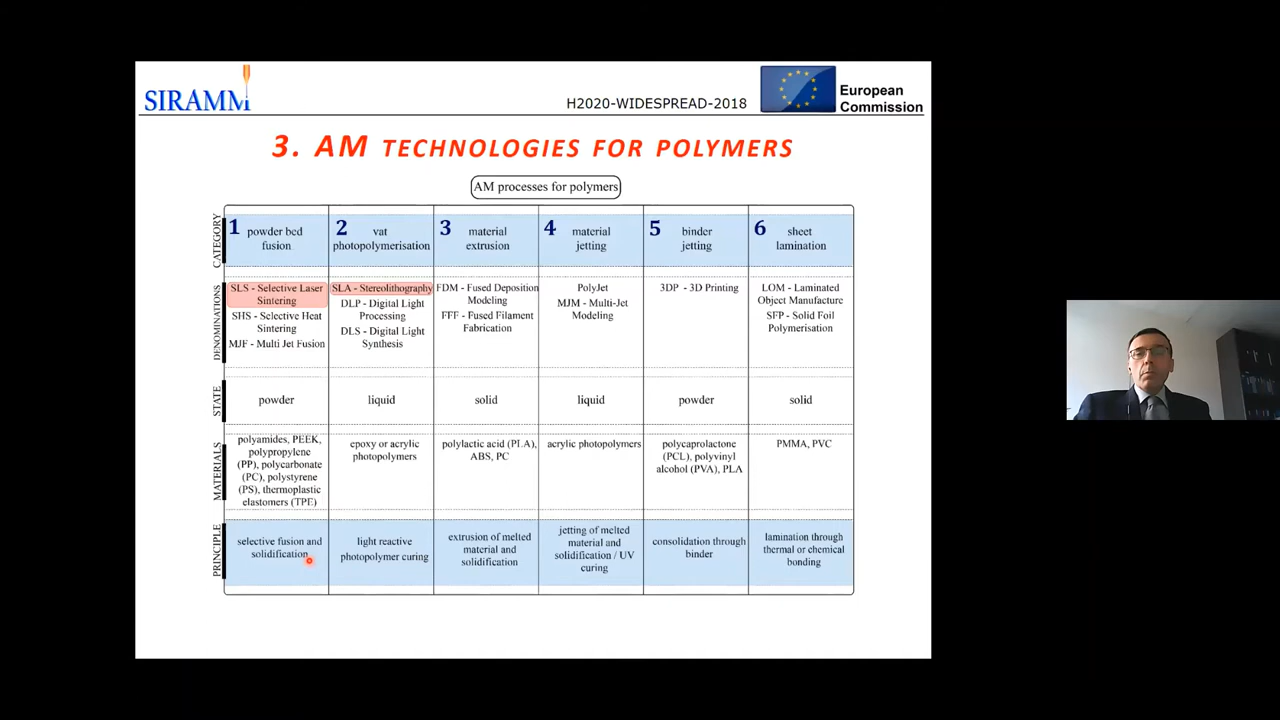 SIRAMM
H2020-WIDESPREAD-2018
European
Commission
3. AM TECHNOLOGIES FOR POLYMERS
AM processes for polymers
CATEGORY
1 powder bcd
fusion
2 vat
photopolymerisation
3 material
extrusion
4 material
jetting
5 binder
jetting
6 sheet
lamination
DENOMINATIONS
SLS - Selective Laser
Sintering
SHS - Selective Heat
Sintering
MJF - Multi Jet Fusion
SLA - Stereolithography
DLP - Digital Light
Processing
DLS - Digital Light
Synthesis
FDM - Fused Deposition
Modeling
FFF - Fused Filament
Fabrication
PolyJet
MJM - Multi-Jet
Modeling
3DP - 3D Printing
LOM - Laminated
Object Manufacture
SFP - Solid Foil
Polymerisation
STATE
powder
liquid
solid
liquid
powder
solid
MATERIALS
polyamides, PEEK,
polypropylene
(PP), polycarbonate
(PC), polystyrene
(PS), thermoplastic
elastomers (TPE)
epoxy or acrylic
photopolymers
polylactic acid (PLA),
ABS, PC
acrylic photopolymers
polycaprolactone
(PCL), polyvinyl
alcohol (PVA), PLA
PMMA, PVC
PRINCIPLE
selective fusion and
solidification
light reactive
photopolymer curing
extrusion of melted
material and
solidification
jetting of melted
material and
solidification / UV
curing
consolidation through
binder
lamination through
thermal or chemical
bonding